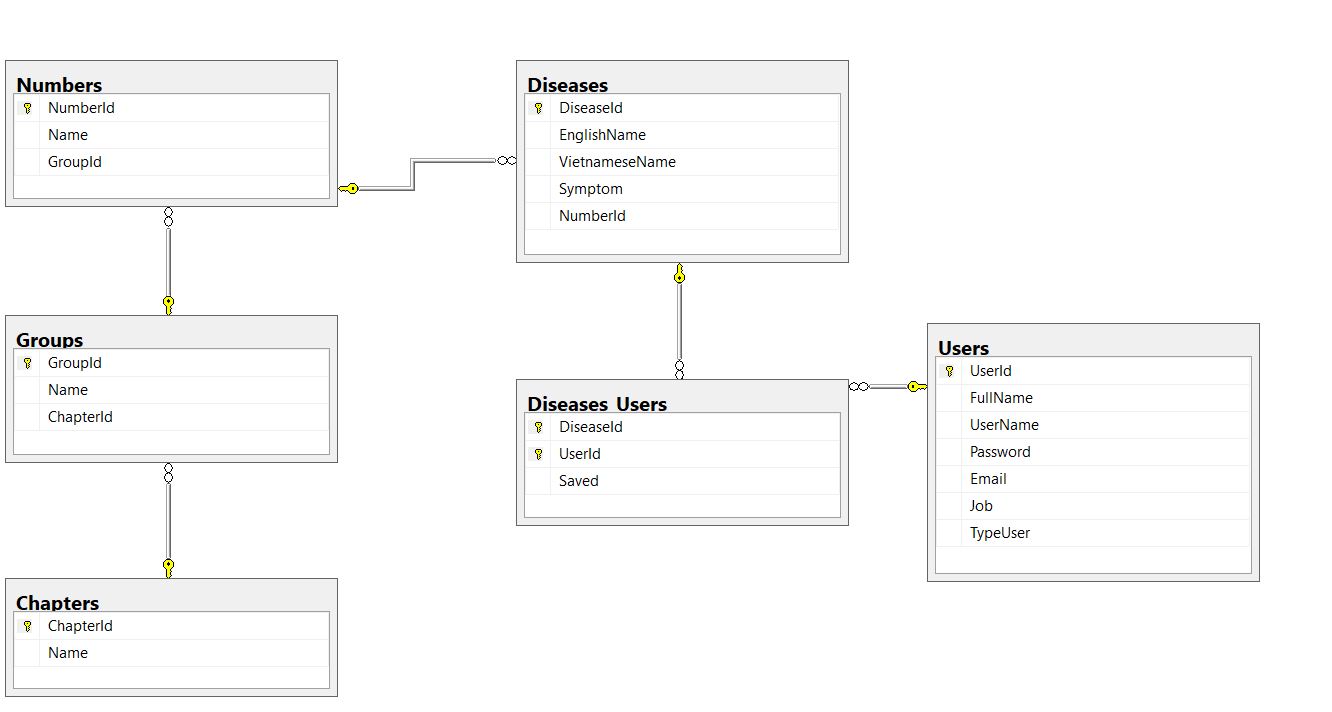 Numbers
NumberId
Name
GroupId
Diseases
DiseaseId
EnglishName
VietnameseName
Symptom
NumberId
Groups
GroupId
Name
ChapterId
Diseases_Users
DiseaseId
UserId
Saved
Users
UserId
FullName
UserName
Password
Email
Job
TypeUser
Chapters
ChapterId
Name